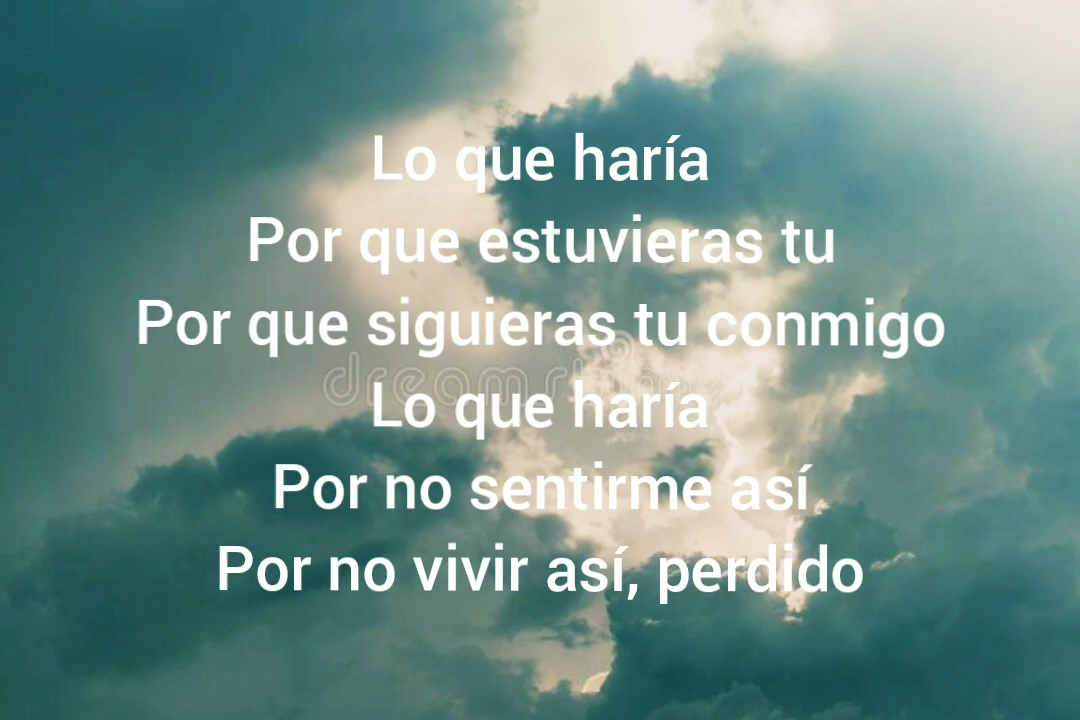 Lo que haría
Por que estuvieras tu
Por que siguieras tu conmigo
dreamstime
Lo que haría
Por no sentirme así
Por no vivir así, perdido